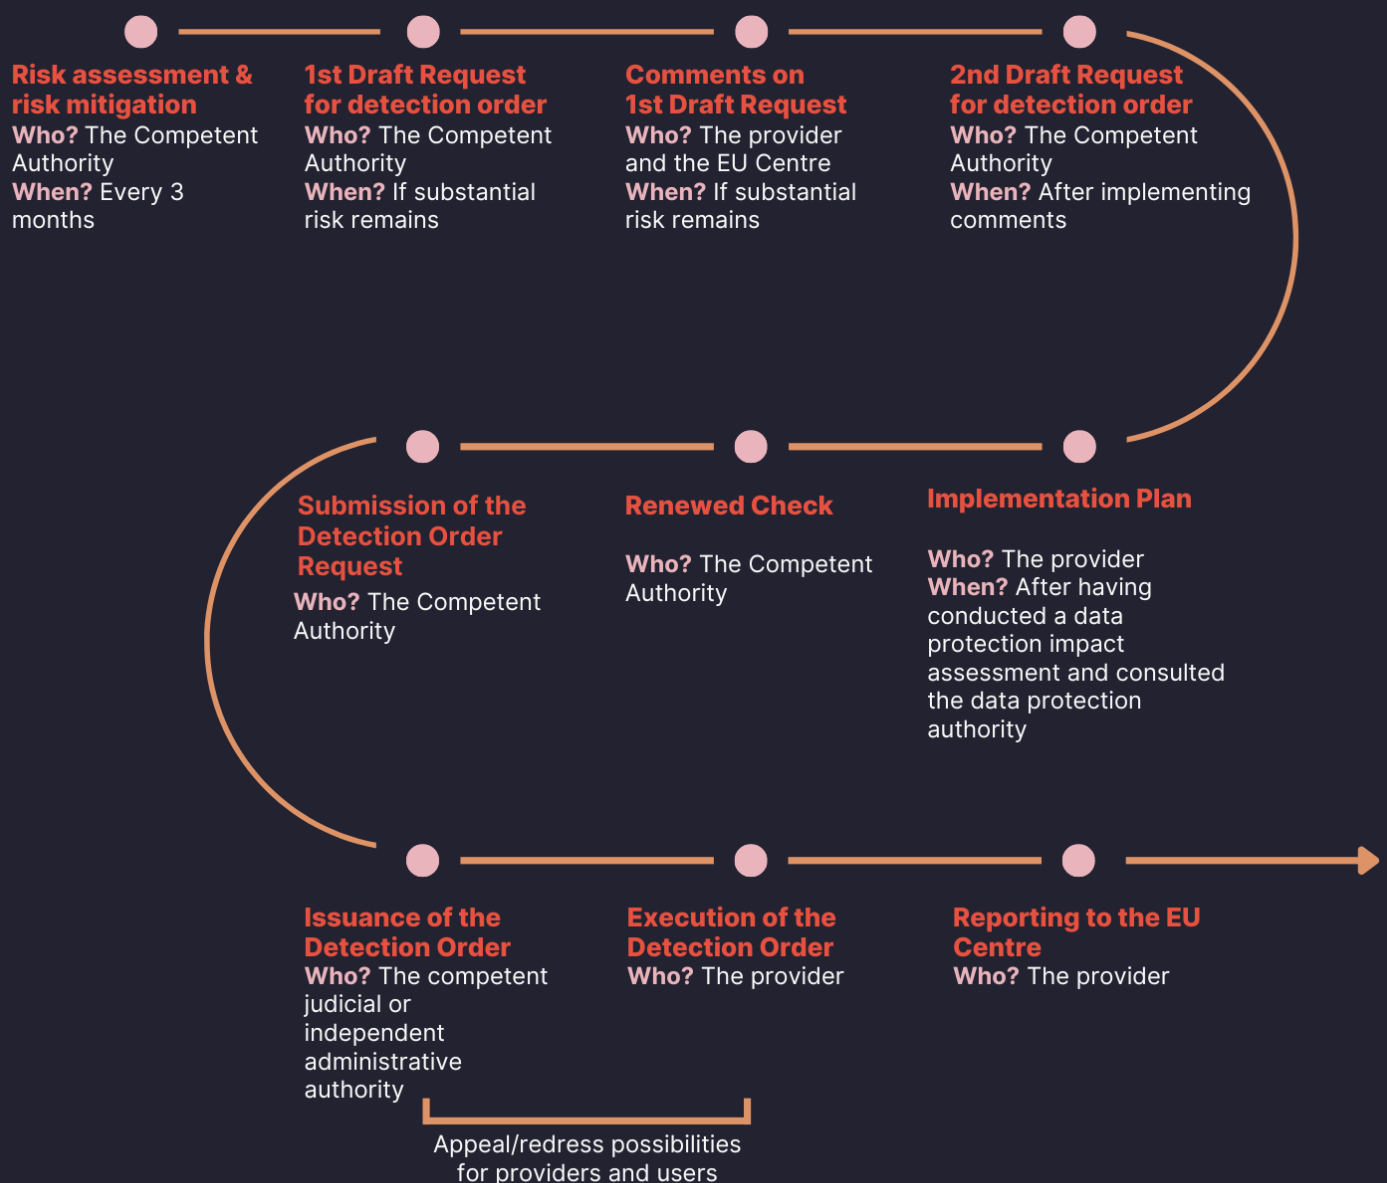 Risk assessment &
risk mitigation
Who? The Competent
Authority
When? Every 3
months
1st Draft Request
for detection order
Who? The Competent
Authority
When? If substantial
risk remains
Comments on
1st Draft Request
Who? The provider
and the EU Centre
When? If substantial
risk remains
2nd Draft Request
for detection order
Who? The Competent
Authority
When? After implementing
comments
Implementation Plan
Who? The provider
When? After having
conducted a data
protection impact
assessment and consulted
the data protection
authority
Renewed Check
Who? The Competent
Authority
Submission of the
Detection Order
Request
Who? The Competent
Authority
Issuance of the
Detection Order
Who? The competent
judicial or
independent
administrative
authority
Execution of the
Detection Order
Who? The provider
Reporting to the EU
Centre
Who? The provider
Appeal/redress possibilities
for providers and users